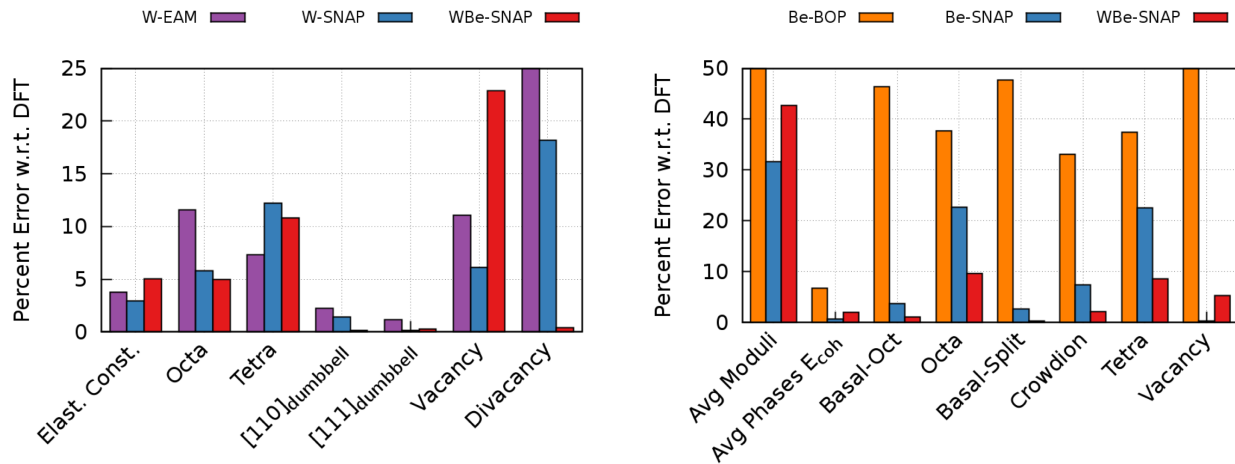 W-EAM W-SNAP WBe-SNAP
Percent Error w.r.t. DFT
25
20
15
10
5
0
Elast. Const.
Octa
Tetra
[110]dumbbell
[111]dumbbell
Vacancy
Divacancy
Be-BOP Be-SNAP WBe-SNAP
Percent Error w.r.t. DFT
50
40
30
20
10
0
Avg Moduli
Avg Phases Ecoh
Basal-Oct
Octa
Basal-Split
Crowdion
Tetra
Vacancy